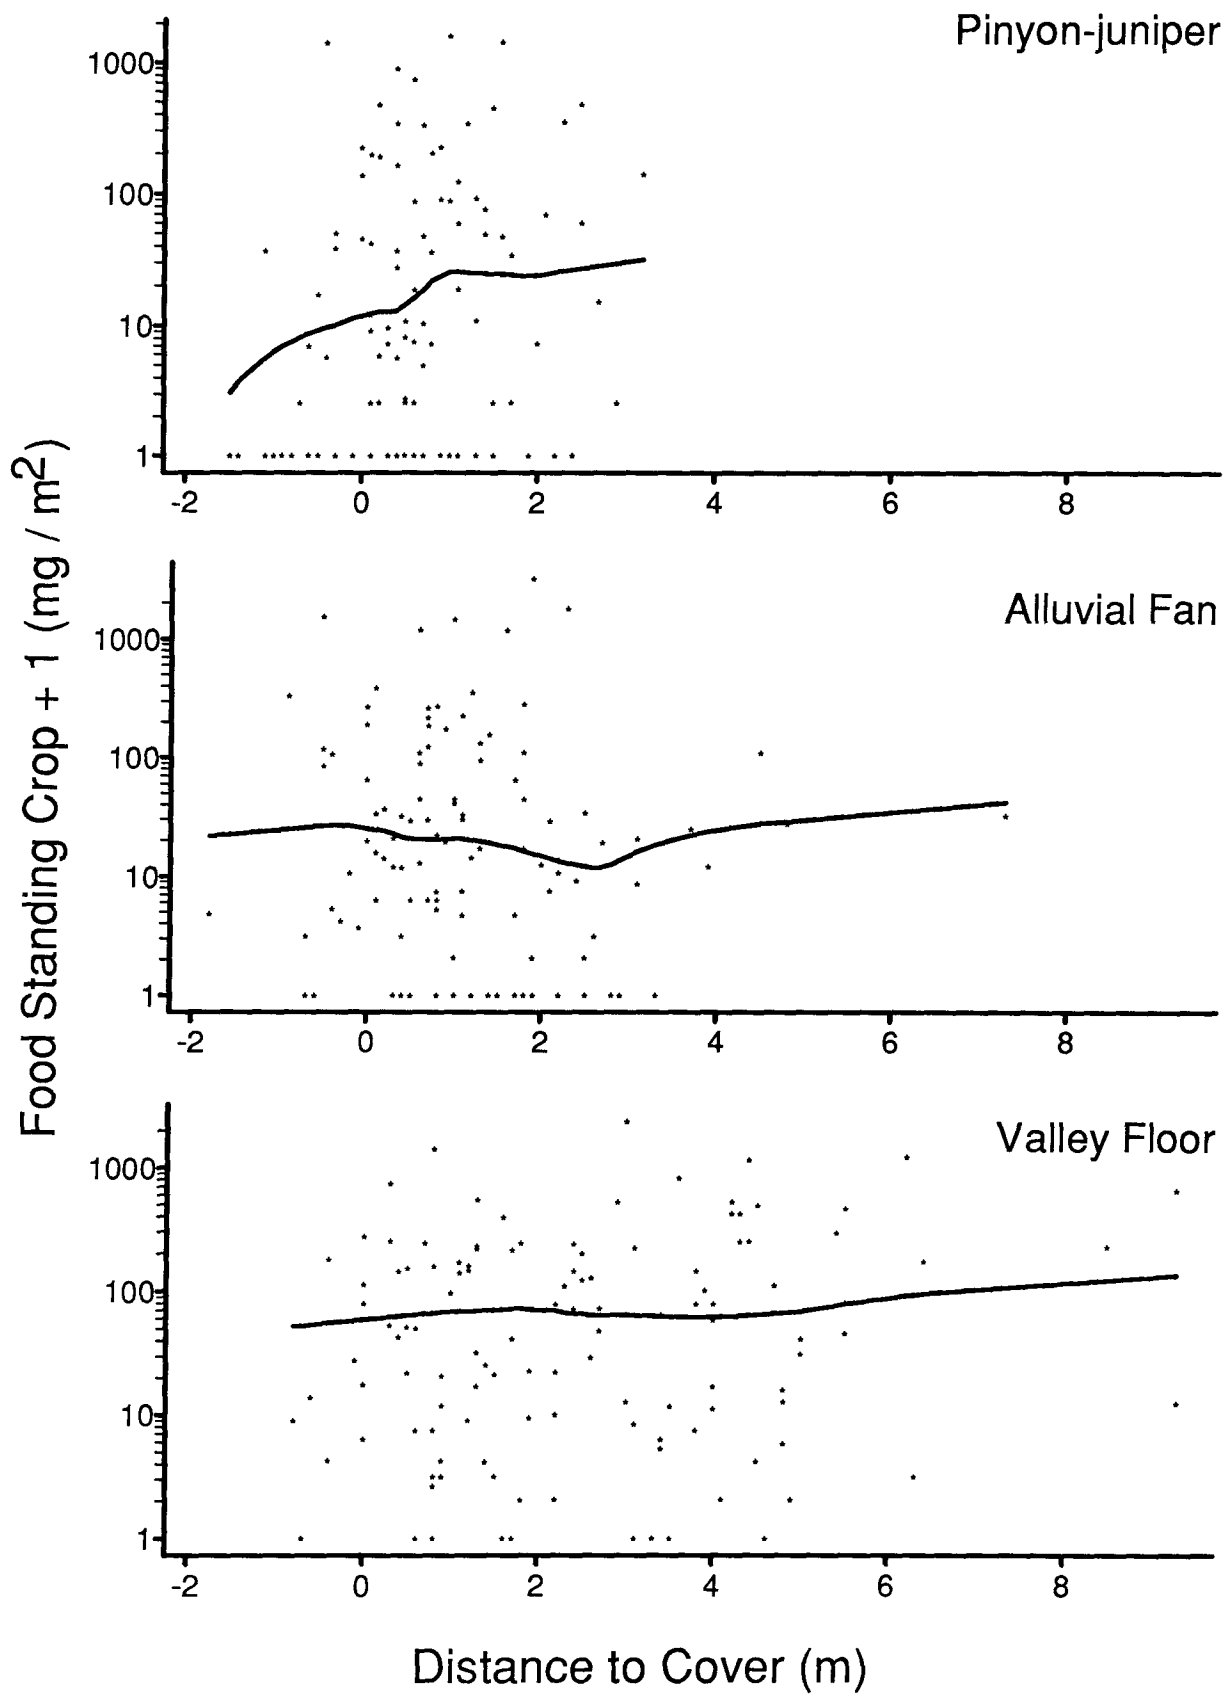 Pinyon-juniper
1000
100
10
1
-2 0 2 4 6 8
Alluvial Fan
1000
100
10
1
-2 0 2 4 6 8
Valley Floor
1000
100
10
1
-2 0 2 4 6 8
Food Standing Crop + 1 (mg / m²)
Distance to Cover (m)